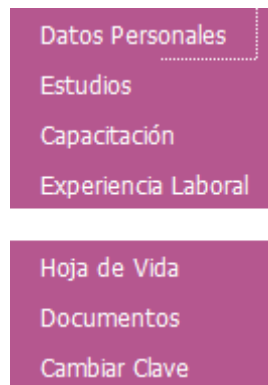 Datos Personales
Estudios
Capacitación
Experiencia Laboral
Hoja de Vida
Documentos
Cambiar Clave